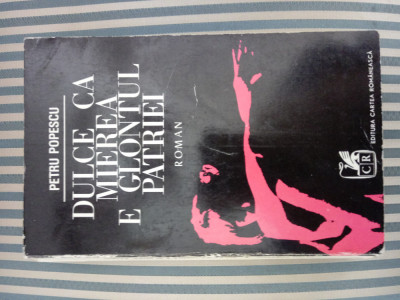 PETRU POPESCU
DULCE CA
MIEREA
E GLONTUL
PATRIEI
ROMAN
CR
EDITURA CARTEA ROMÂNEASCĂ